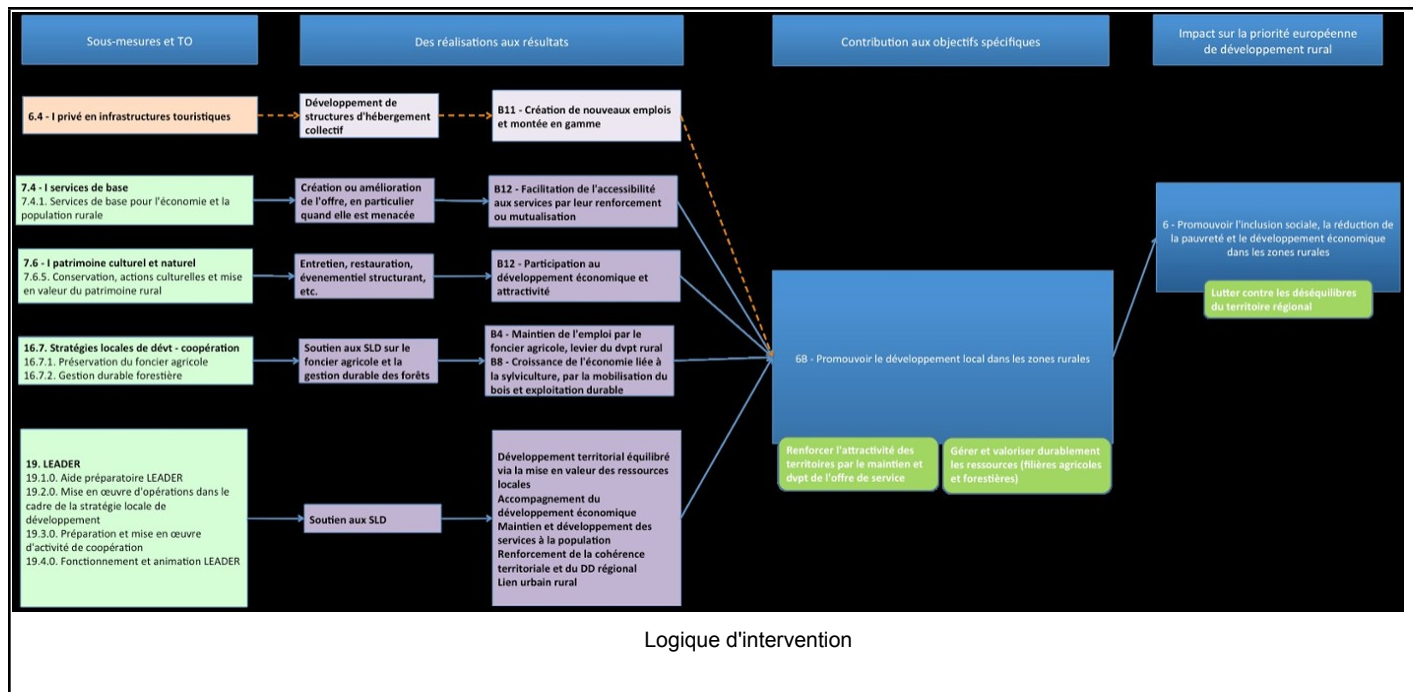 Sous-mesures et TO
Des réalisations aux résultats
Contribution aux objectifs spécifiques
Impact sur la priorité européenne
de développement rural
6.4 - I privé en infrastructures touristiques
Développement de
structures d'hébergement
collectif
B11 - Création de nouveaux emplois
et montée en gamme
7.4 - I services de base
7.4.1. Services de base pour l'économie et la
population rurale
Création ou amélioration
de l'offre, en particulier
quand elle est menacée
B12 - Facilitation de l'accessibilité
aux services par leur renforcement
ou mutualisation
7.6 - I patrimoine culturel et naturel
7.6.5. Conservation, actions culturelles et mise
en valeur du patrimoine rural
Entretien, restauration,
évenementiel structurant,
etc.
B12 - Participation au
développement économique et
attractivité
16.7. Stratégies locales de dévt - coopération
16.7.1. Préservation du foncier agricole
16.7.2. Gestion durable forestière
Soutien aux SLD sur le
foncier agricole et la
gestion durable des forêts
B4 - Maintien de l'emploi par le
foncier agricole, levier du dvpt rural
B8 - Croissance de l'économie liée à
la sylviculture, par la mobilisation du
bois et exploitation durable
19. LEADER
19.1.0. Aide préparatoire LEADER
19.2.0. Mise en œuvre d'opérations dans le
cadre de la stratégie locale de
développement
19.3.0. Préparation et mise en œuvre
d'activité de coopération
19.4.0. Fonctionnement et animation LEADER
Soutien aux SLD
Développement territorial équilibré
via la mise en valeur des ressources
locales
Accompagnement du
développement économique
Maintien et développement des
services à la population
Renforcement de la cohérence
territoriale et du DD régional
Lien urbain rural
6B - Promouvoir le développement local dans les zones rurales
Renforcer l'attractivité des
territoires par le maintien et
dvpt de l'offre de service
Gérer et valoriser durablement
les ressources (filières agricoles
et forestières)
6 - Promouvoir l'inclusion sociale, la réduction de
la pauvreté et le développement économique
dans les zones rurales
Lutter contre les déséquilibres
du territoire régional
Logique d'intervention